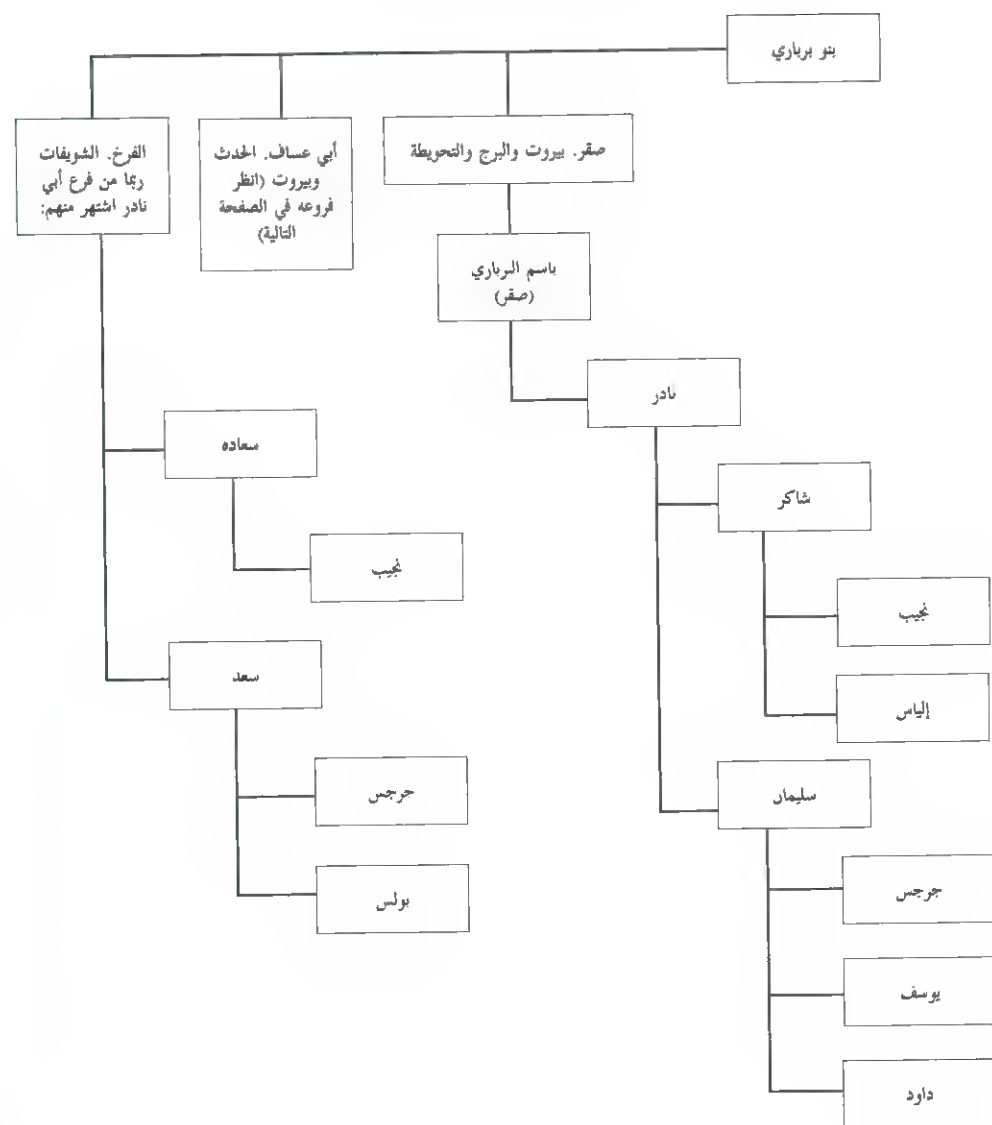 بنو برباري
صقر. بيروت والبرج والتحويطة
أبي عساف. الحدث
وبيروت (انظر
فروعه في الصفحة
التالية)
الفرخ. الشويفات
ربما من فرع أبي
نادر اشتهر منهم:
باسم البرباري
(صقر)
نادر
سعاده
شاكر
نجيب
نجيب
سعد
إلياس
جرجس
سليمان
بولس
جرجس
يوسف
داود